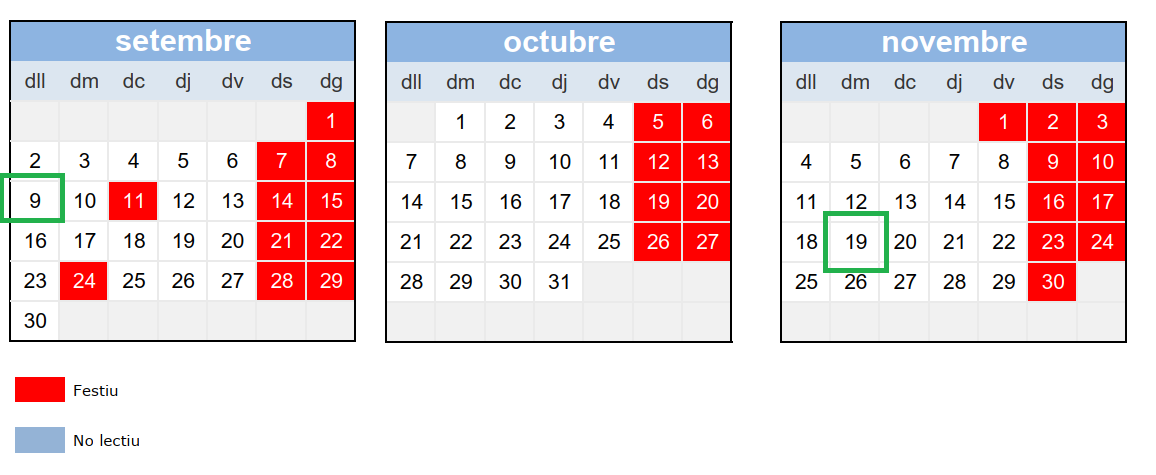 setembre
dll dm dc dj dv ds dg
1
2 3 4 5 6 7 8
9 10 11 12 13 14 15
16 17 18 19 20 21 22
23 24 25 26 27 28 29
30
octubre
dll dm dc dj dv ds dg
1 2 3 4 5 6
7 8 9 10 11 12 13
14 15 16 17 18 19 20
21 22 23 24 25 26 27
28 29 30 31
novembre
dll dm dc dj dv ds dg
1 2 3
4 5 6 7 8 9 10
11 12 13 14 15 16 17
18 19 20 21 22 23 24
25 26 27 28 29 30
Festiu
No lectiu